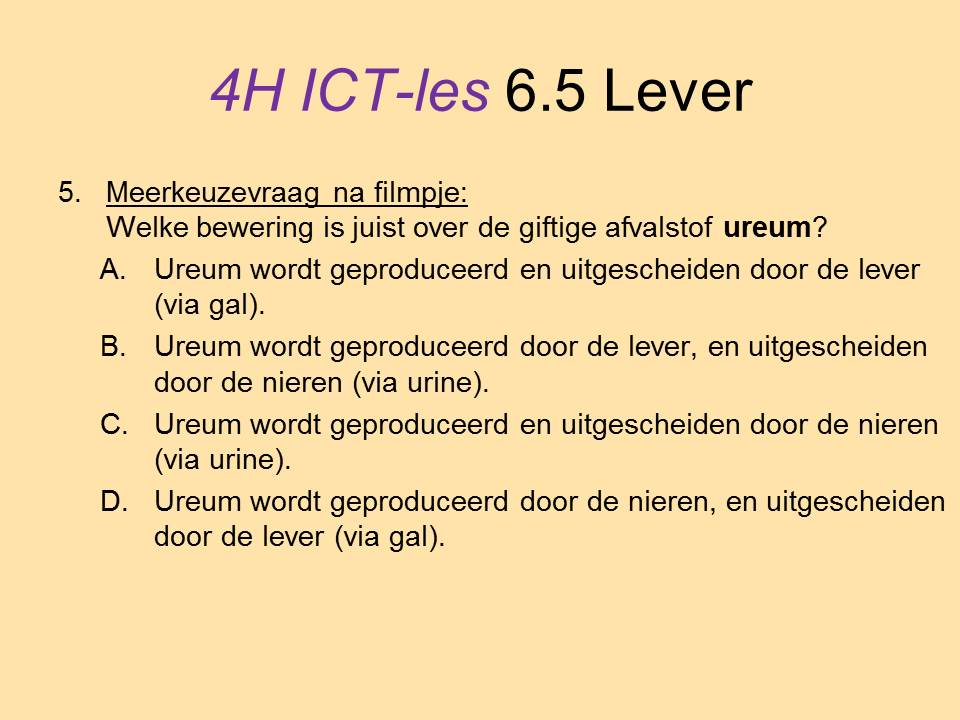 4H ICT-les 6.5 Lever
5. Meerkeuzevraag na filmpje:
Welke bewering is juist over de giftige afvalstof ureum?
A. Ureum wordt geproduceerd en uitgescheiden door de lever
(via gal).
B. Ureum wordt geproduceerd door de lever, en uitgescheiden
door de nieren (via urine).
C. Ureum wordt geproduceerd en uitgescheiden door de nieren
(via urine).
D. Ureum wordt geproduceerd door de nieren, en uitgescheiden
door de lever (via gal).